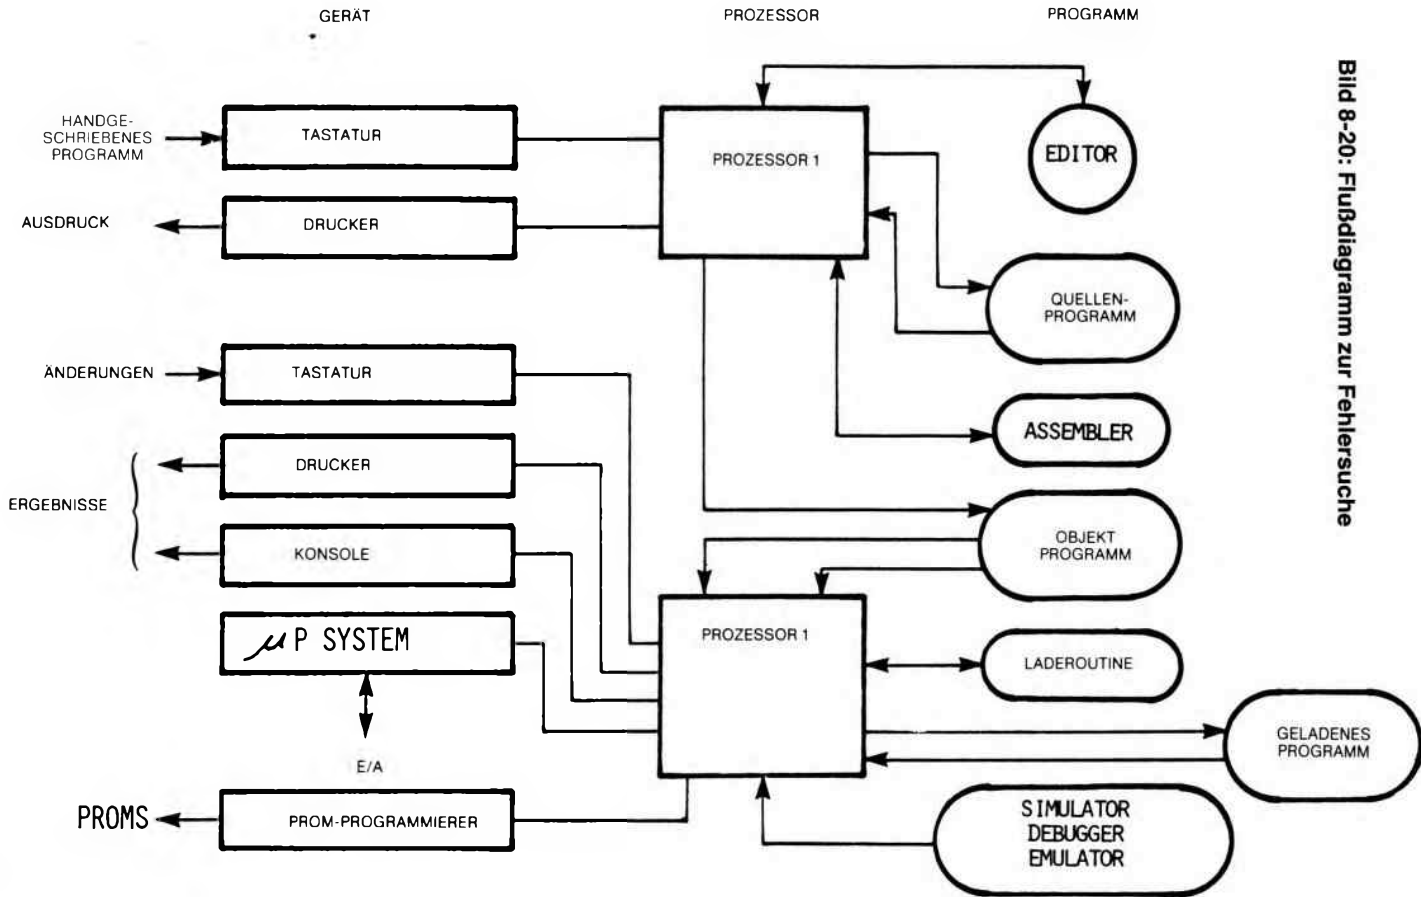 GERÄT
PROZESSOR
PROGRAMM
HANDGE-
SCHRIEBENES
PROGRAMM
TASTATUR
PROZESSOR 1
EDITOR
AUSDRUCK
DRUCKER
QUELLEN-
PROGRAMM
ÄNDERUNGEN
TASTATUR
ASSEMBLER
ERGEBNISSE
DRUCKER
KONSOLE
OBJEKT
PROGRAMM
µP SYSTEM
PROZESSOR 1
LADEROUTINE
GELADENES
PROGRAMM
E/A
PROMS
PROM-PROGRAMMIERER
SIMULATOR
DEBUGGER
EMULATOR
Bild 8-20: Flußdiagramm zur Fehlersuche